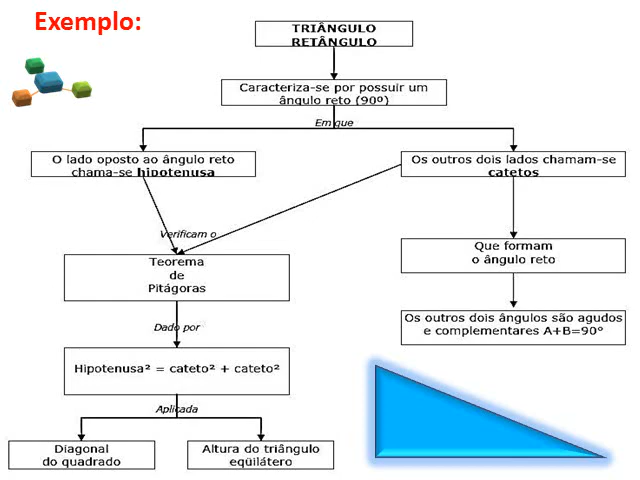 Exemplo:
TRIÂNGULO
RETÂNGULO
Caracteriza-se por possuir um
ângulo reto (90º)
Em que
O lado oposto ao ângulo reto
chama-se hipotenusa
Os outros dois lados chamam-se
catetos
Verificam o
Teorema
de
Pitágoras
Que formam
o ângulo reto
Dado por
Os outros dois ângulos são agudos
e complementares A+B=90°
Hipotenusa² = cateto² + cateto²
Aplicada
Diagonal
do quadrado
Altura do triângulo
eqüilátero